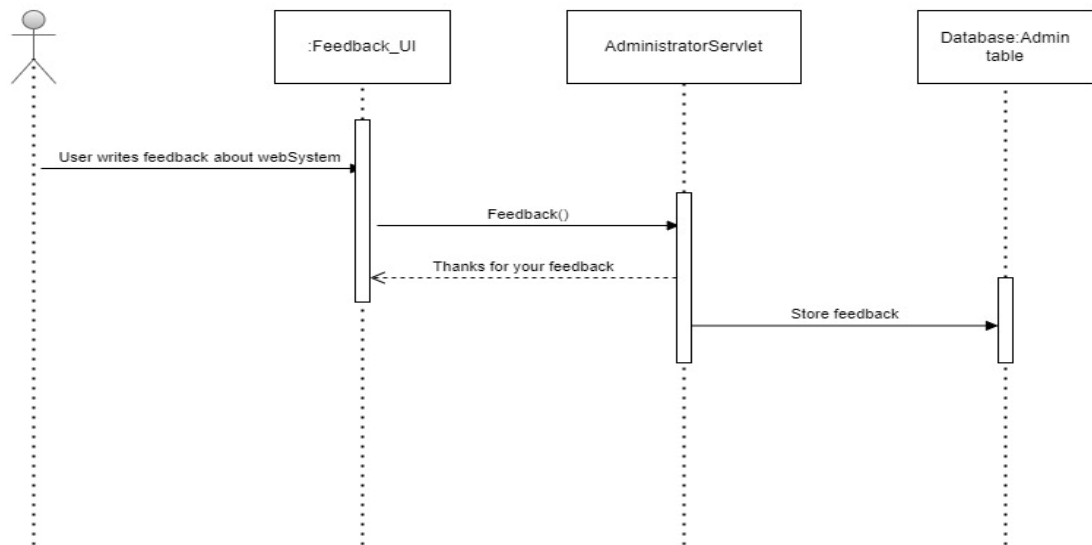 :Feedback_UI
AdministratorServlet
Database:Admin
table
User writes feedback about webSystem
Feedback()
Thanks for your feedback
Store feedback